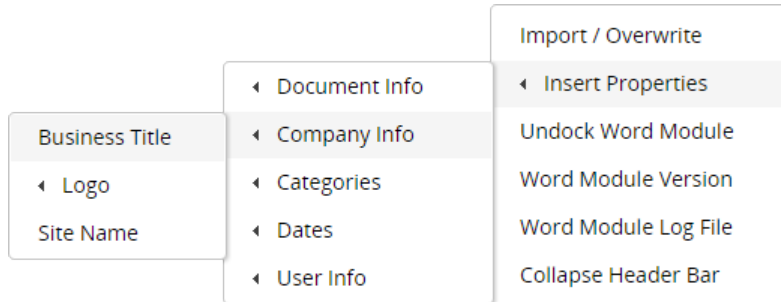 Import / Overwrite
Insert Properties
Undock Word Module
Word Module Version
Word Module Log File
Collapse Header Bar
Document Info
Company Info
Categories
Dates
User Info
Business Title
Logo
Site Name